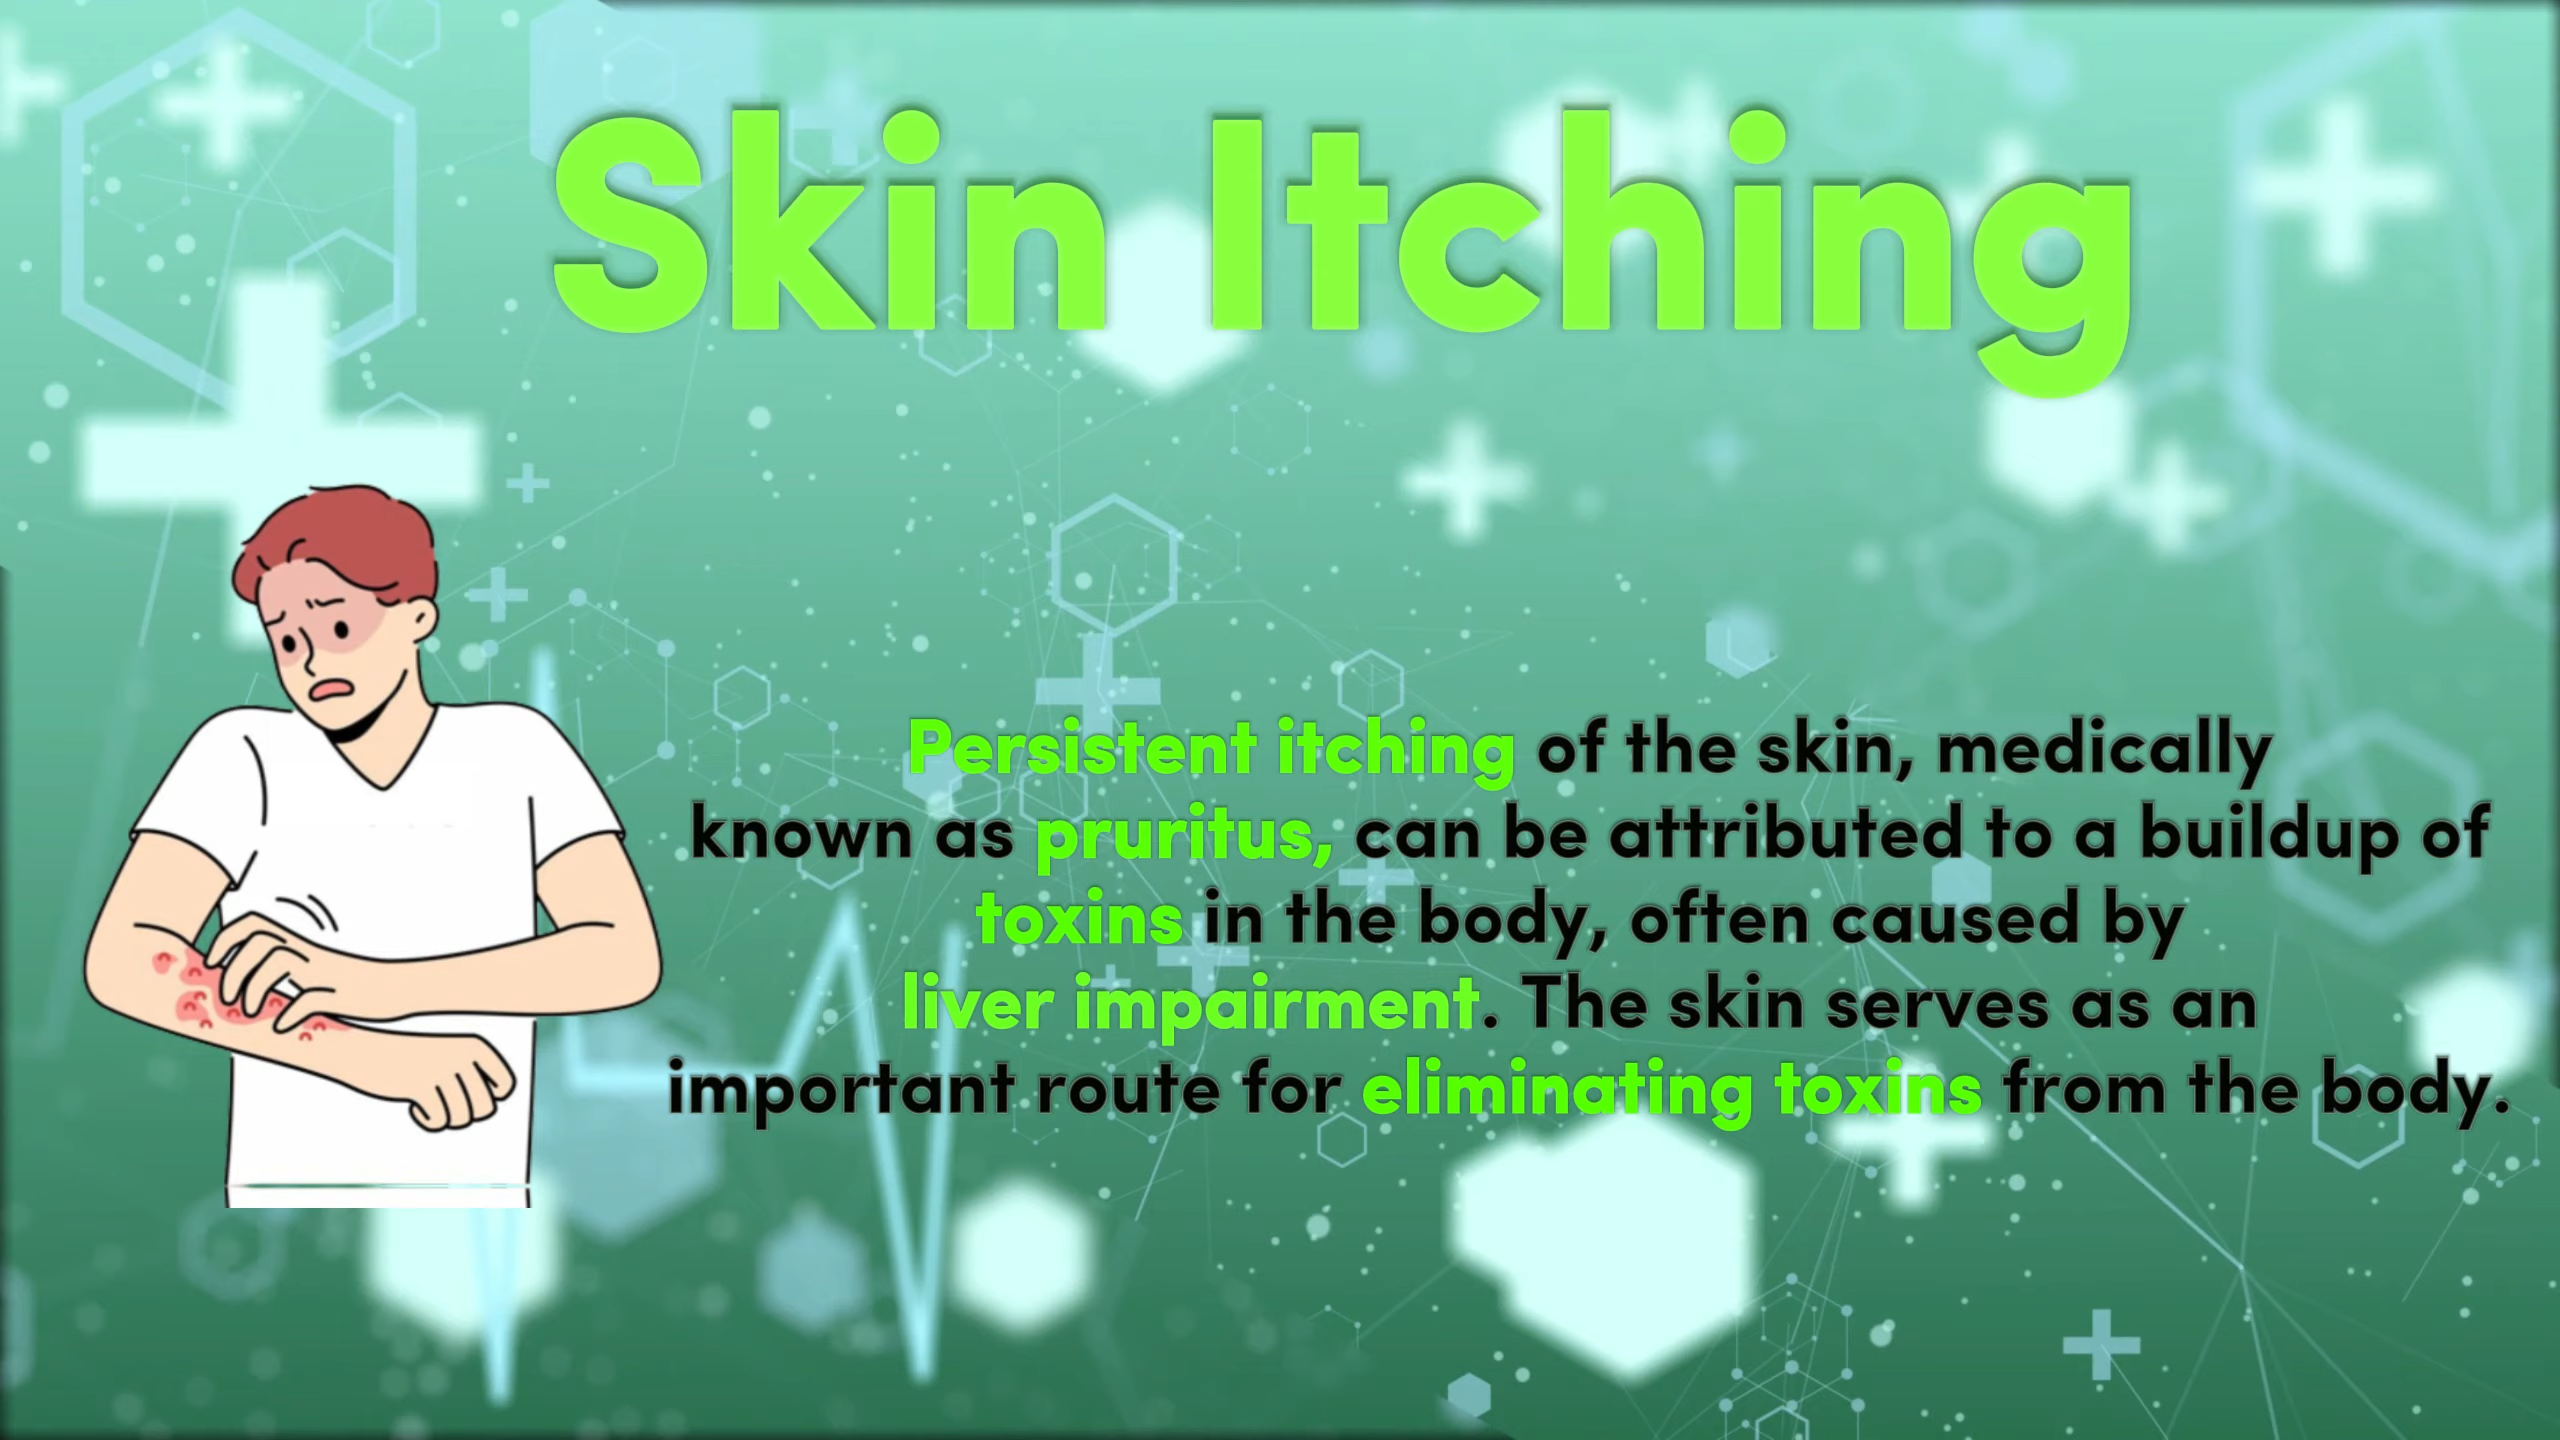 Skin Itching
Persistent itching of the skin, medically
known as pruritus, can be attributed to a buildup of
toxins in the body, often caused by
liver impairment. The skin serves as an
important route for eliminating toxins from the body.